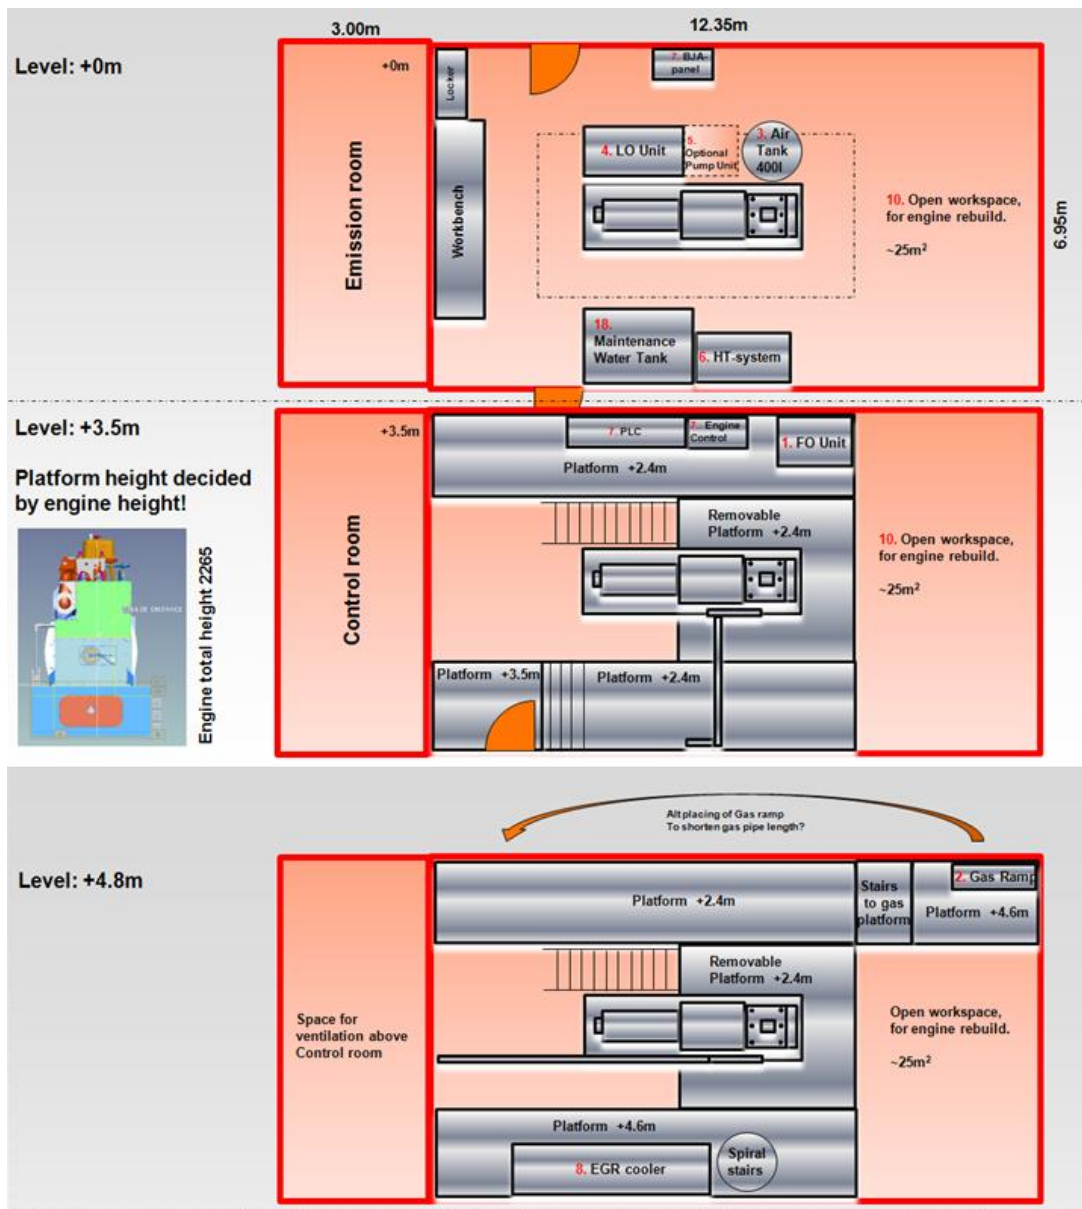 3.00m
12.35m
Level: +0m
+0m
Locker
7. BJA-
panel
Emission room
Workbench
4. LO Unit
5.
Optional
Pump Unit
3. Air
Tank
400l
10. Open workspace,
for engine rebuild.
~25m²
6.95m
18.
Maintenance
Water Tank
6. HT-system
Level: +3.5m
+3.5m
Platform height decided
by engine height!
Engine total height 2265
Control room
7. PLC
7. Engine
Control
1. FO Unit
Platform +2.4m
Removable
Platform +2.4m
10. Open workspace,
for engine rebuild.
~25m²
Platform +3.5m
Platform +2.4m
Alt placing of Gas ramp
To shorten gas pipe length?
Level: +4.8m
Platform +2.4m
Stairs
to gas
platform
2. Gas Ramp
Platform +4.6m
Removable
Platform +2.4m
Space for
ventilation above
Control room
Open workspace,
for engine rebuild.
~25m²
Platform +4.6m
8. EGR cooler
Spiral
stairs